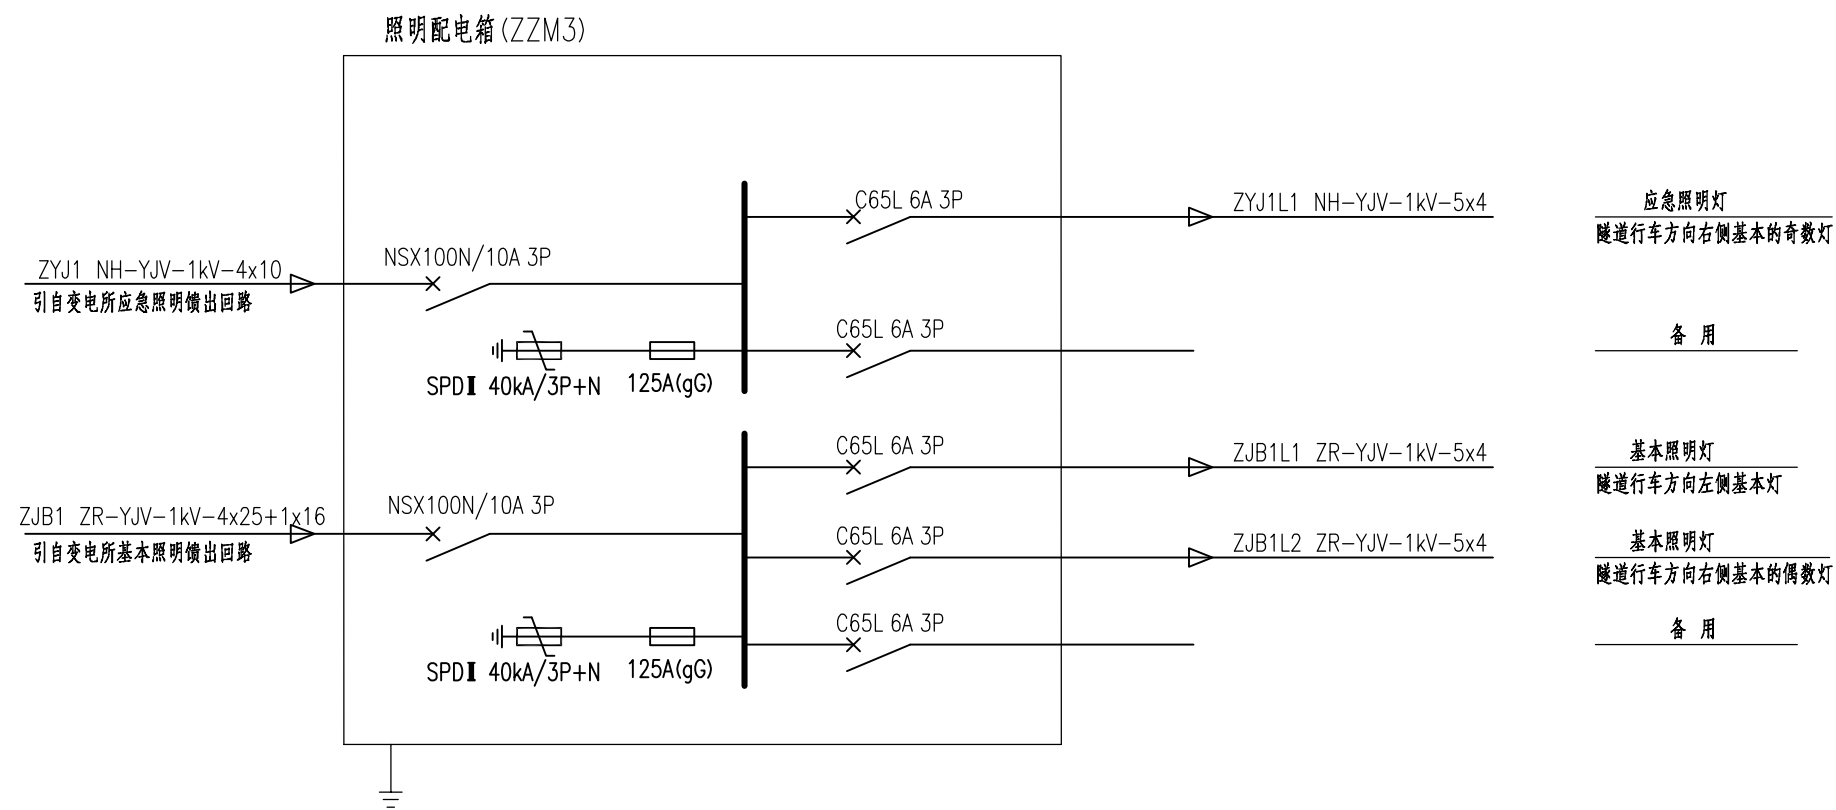 照明配电箱(ZZM3)
C65L 6A 3P
ZYJ1L1 NH-YJV-1kV-5x4
应急照明灯
隧道行车方向右侧基本的奇数灯
NSX100N/10A 3P
ZYJ1 NH-YJV-1kV-4x10
引自变电所应急照明馈出回路
C65L 6A 3P
备 用
SPDⅡ 40kA/3P+N
125A(gG)
C65L 6A 3P
ZJB1L1 ZR-YJV-1kV-5x4
基本照明灯
隧道行车方向左侧基本灯
NSX100N/10A 3P
ZJB1 ZR-YJV-1kV-4x25+1x16
引自变电所基本照明馈出回路
C65L 6A 3P
ZJB1L2 ZR-YJV-1kV-5x4
基本照明灯
隧道行车方向右侧基本的偶数灯
C65L 6A 3P
备 用
SPDⅡ 40kA/3P+N
125A(gG)